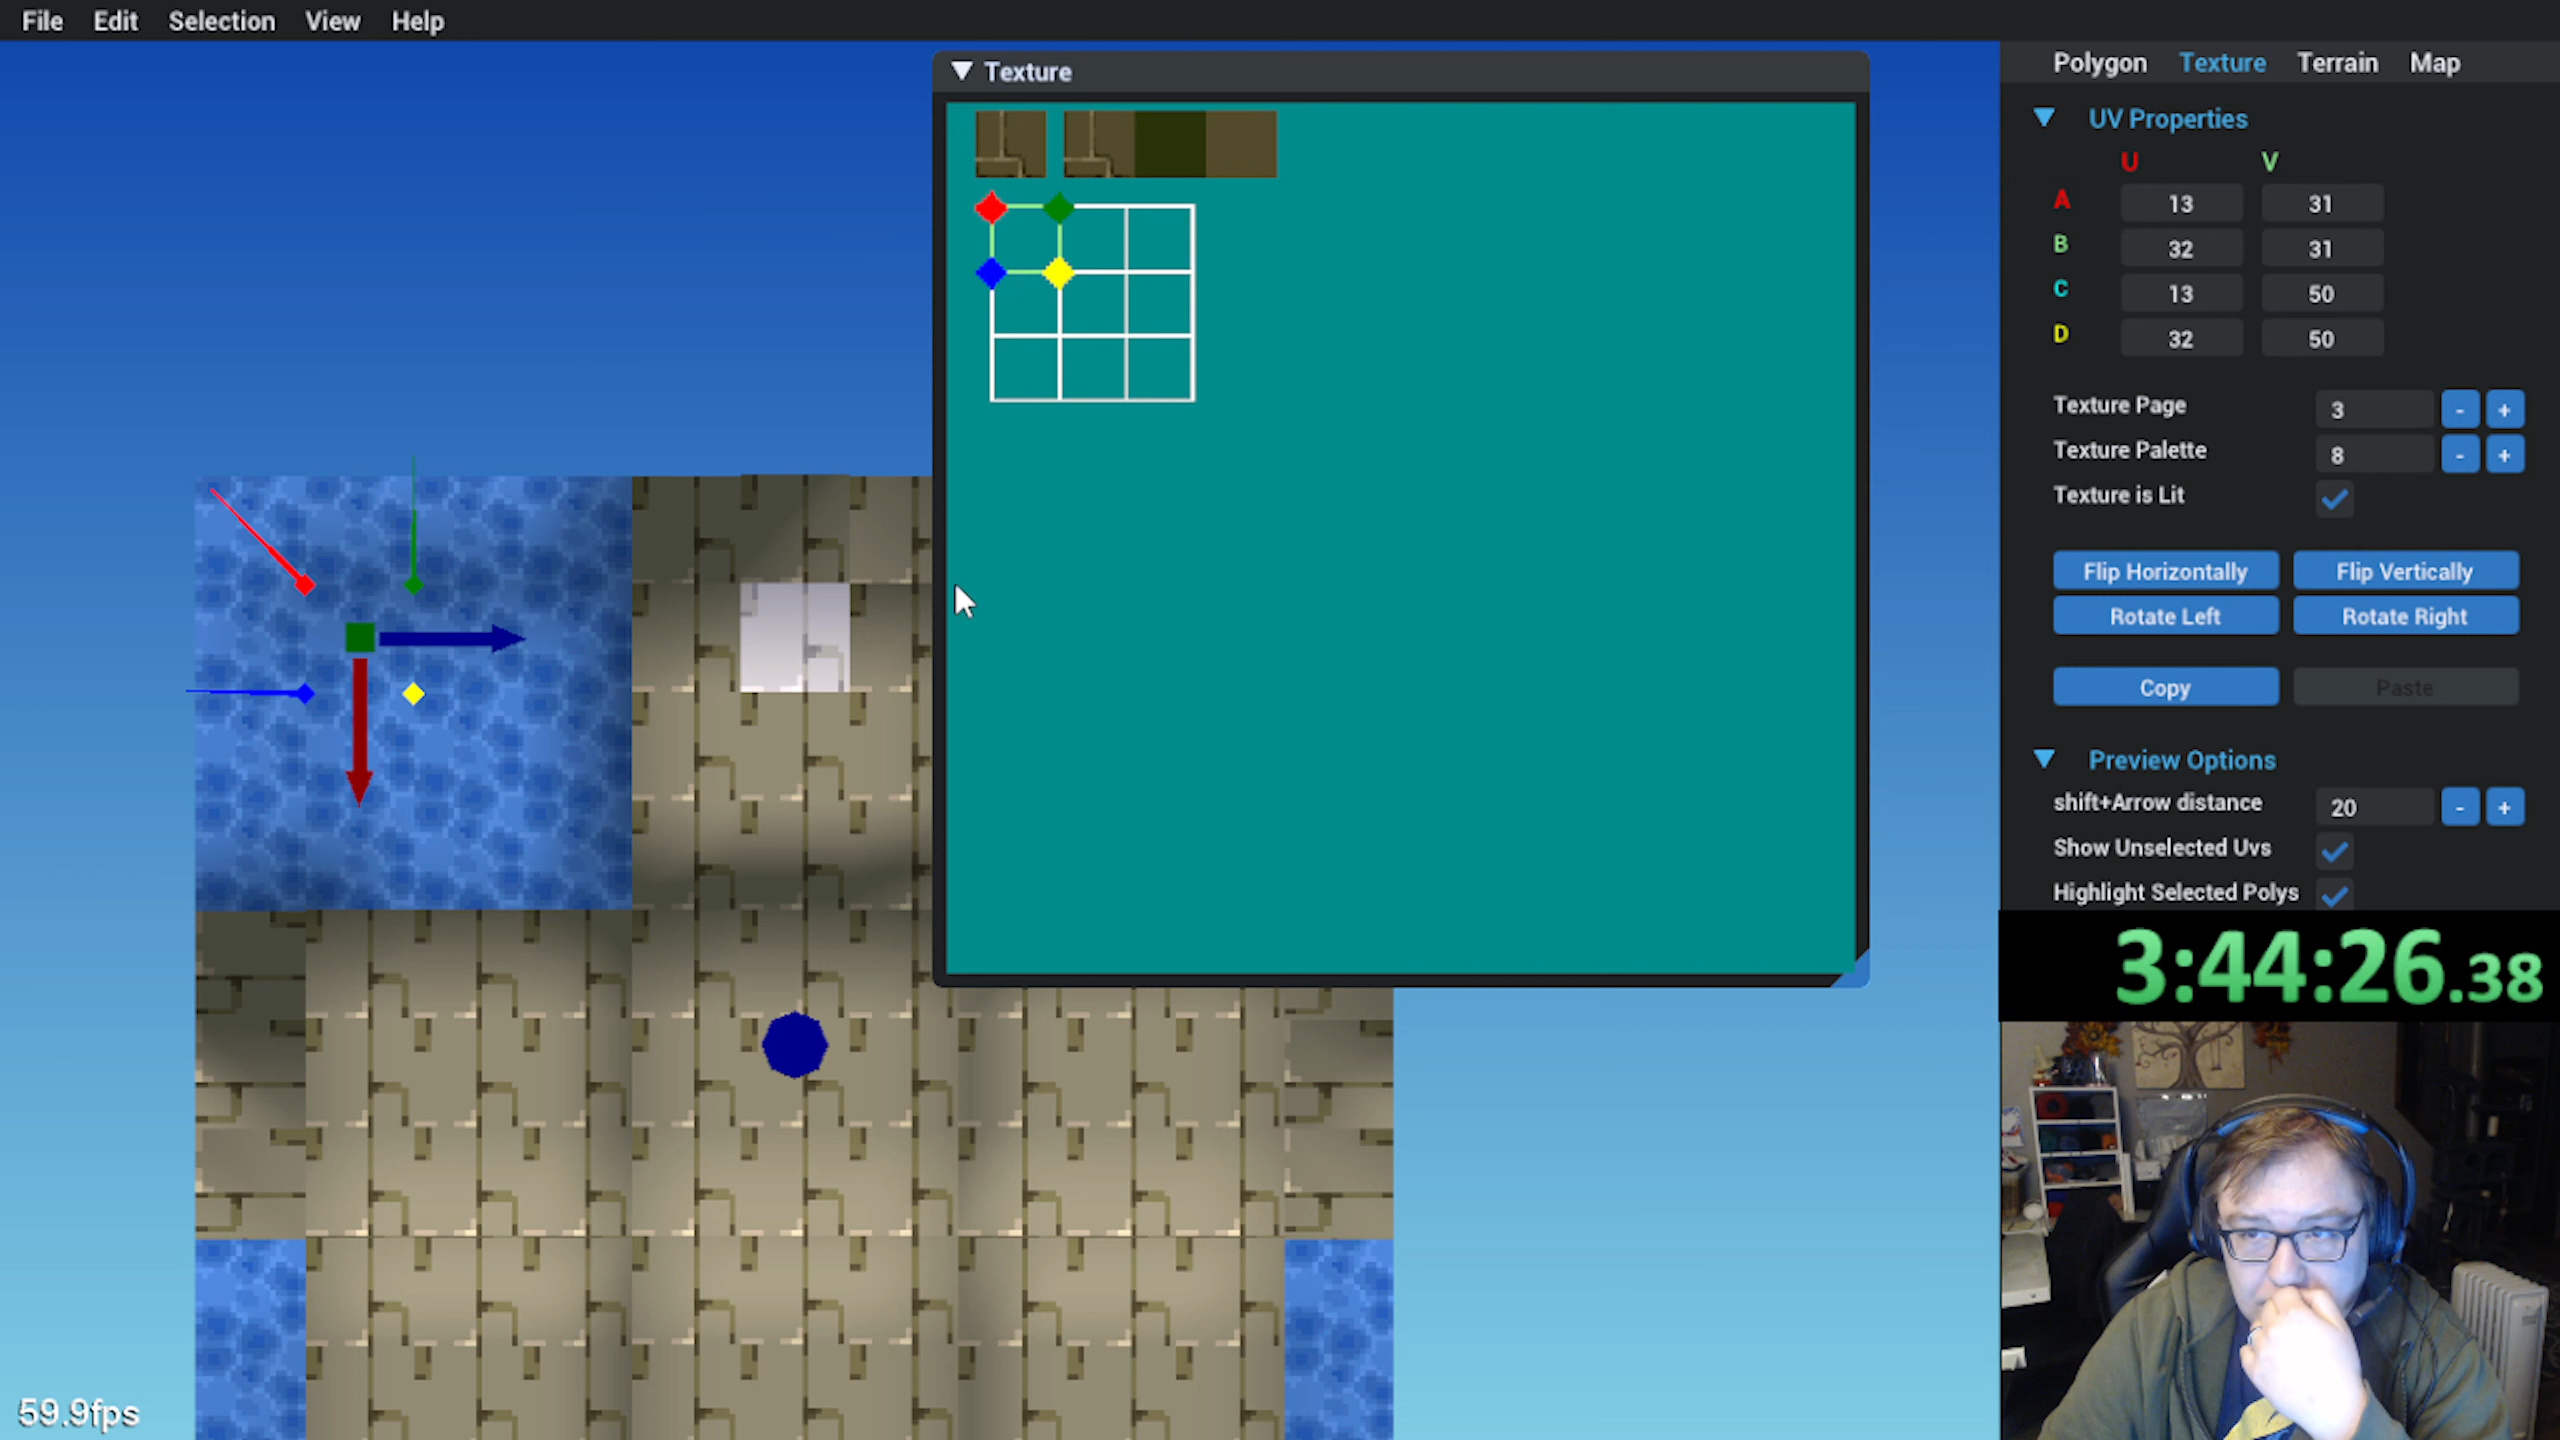 File Edit Selection View Help
Texture
Polygon Texture Terrain Map
UV Properties
U V
A 13 31
B 32 31
C 13 50
D 32 50
Texture Page 3 - +
Texture Palette 8 - +
Texture is Lit
Flip Horizontally Flip Vertically
Rotate Left Rotate Right
Copy Paste
Preview Options
shift+Arrow distance 20 - +
Show Unselected Uvs
Highlight Selected Polys
3:44:26.38
59.9fps